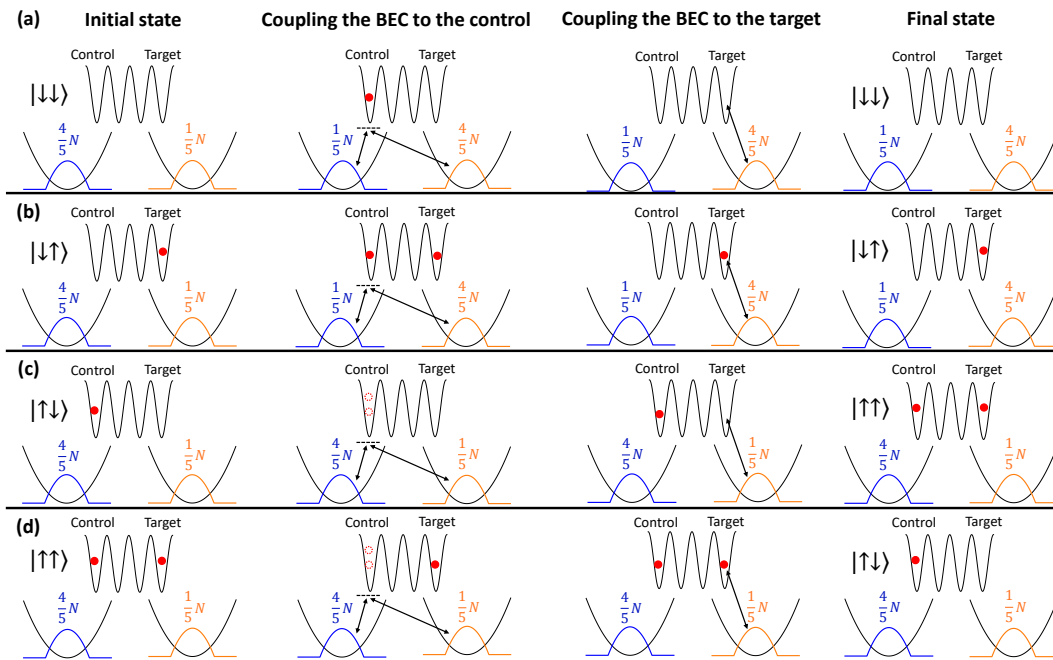 (a) Initial state Coupling the BEC to the control Coupling the BEC to the target Final state
Control Target Control Target Control Target Control Target
|↓↓⟩ |↓↓⟩
4/5 N 1/5 N 1/5 N 4/5 N 1/5 N 4/5 N 4/5 N 4/5 N
(b) Control Target Control Target Control Target Control Target
|↓↑⟩ |↓↑⟩
4/5 N 1/5 N 1/5 N 4/5 N 1/5 N 4/5 N 4/5 N 4/5 N
(c) Control Target Control Target Control Target Control Target
|↑↓⟩ |↑↑⟩
4/5 N 1/5 N 4/5 N 1/5 N 4/5 N 1/5 N 4/5 N 1/5 N
(d) Control Target Control Target Control Target Control Target
|↑↑⟩ |↑↓⟩
4/5 N 1/5 N 4/5 N 1/5 N 4/5 N 1/5 N 4/5 N 1/5 N